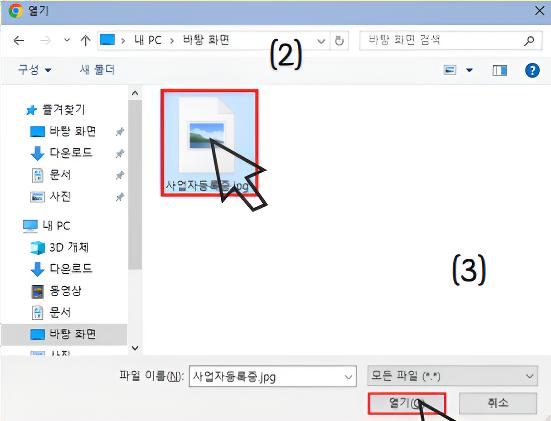 열기
내 PC > 바탕 화면
바탕 화면 검색
(2)
구성
새 폴더
?
즐겨찾기
바탕 화면
다운로드
문서
사진
내 PC
3D 개체
다운로드
동영상
문서
바탕 화면
사진
사업자등록증.jpg
(3)
파일 이름(N): 사업자등록증.jpg
모든 파일 (*.*)
열기(O)
취소